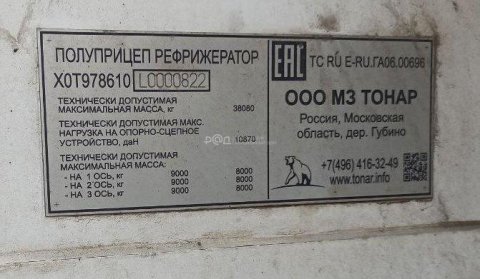 ПОЛУПРИЦЕП РЕФРИЖЕРАТОР
X0T978610 L0000822
ТЕХНИЧЕСКИ ДОПУСТИМАЯ
МАКСИМАЛЬНАЯ МАССА, кг 38080
ТЕХНИЧЕСКИ ДОПУСТИМАЯ МАКС.
НАГРУЗКА НА ОПОРНО-СЦЕПНОЕ
УСТРОЙСТВО, даН 10870
ТЕХНИЧЕСКИ ДОПУСТИМАЯ
МАКСИМАЛЬНАЯ МАССА:
- НА 1 ОСЬ, кг 9000 8000
- НА 2 ОСЬ, кг 9000 8000
- НА 3 ОСЬ, кг 9000 8000
EAC TC RU E-RU.ГА06.00696
ООО МЗ ТОНАР
Россия, Московская
область, дер. Губино
+7(496) 416-32-49
www.tonar.info